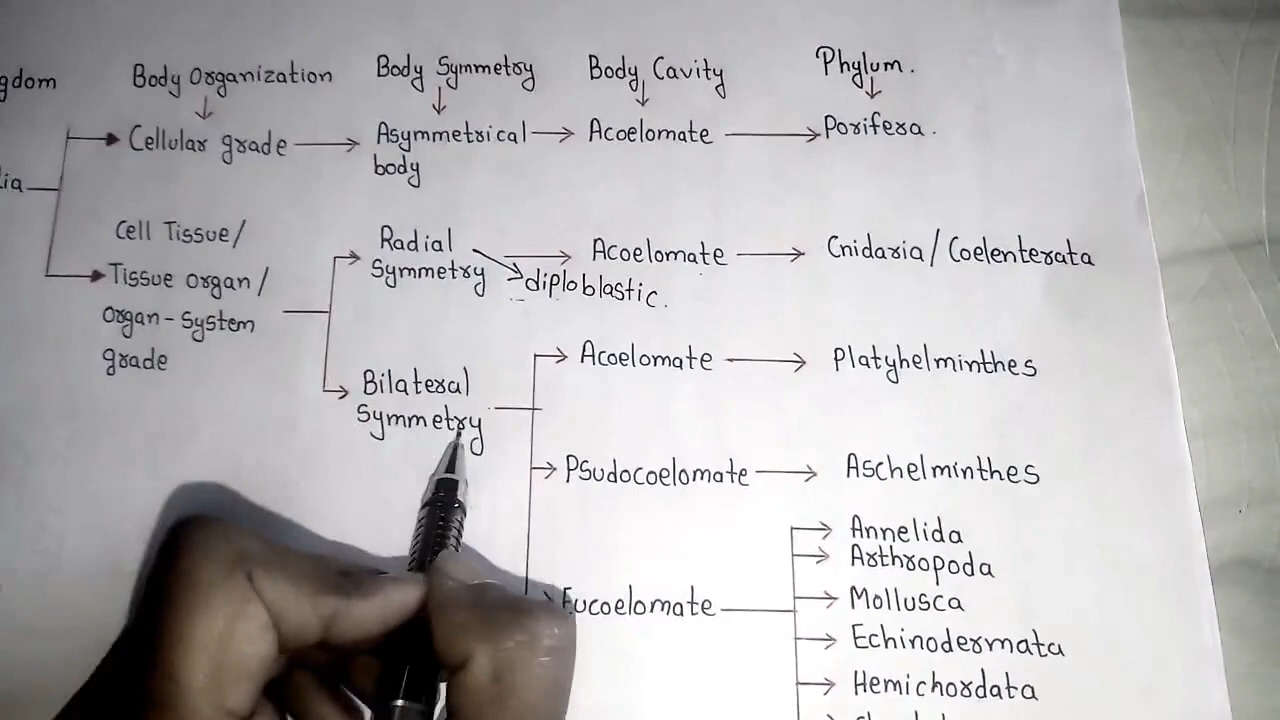 gdom Body Organization Body Symmetry Body Cavity Phylum.
Cellular grade Asymmetrical body Acoelomate Porifera.
lia
Cell Tissue/
Tissue organ/
Organ-System
grade
Radial
Symmetry
diploblastic.
Acoelomate Cnidaria/Coelenterata
Bilateral
Symmetry
Acoelomate Platyhelminthes
Psudocoelomate Aschelminthes
Eucoelomate
Annelida
Arthropoda
Mollusca
Echinodermata
Hemichordata